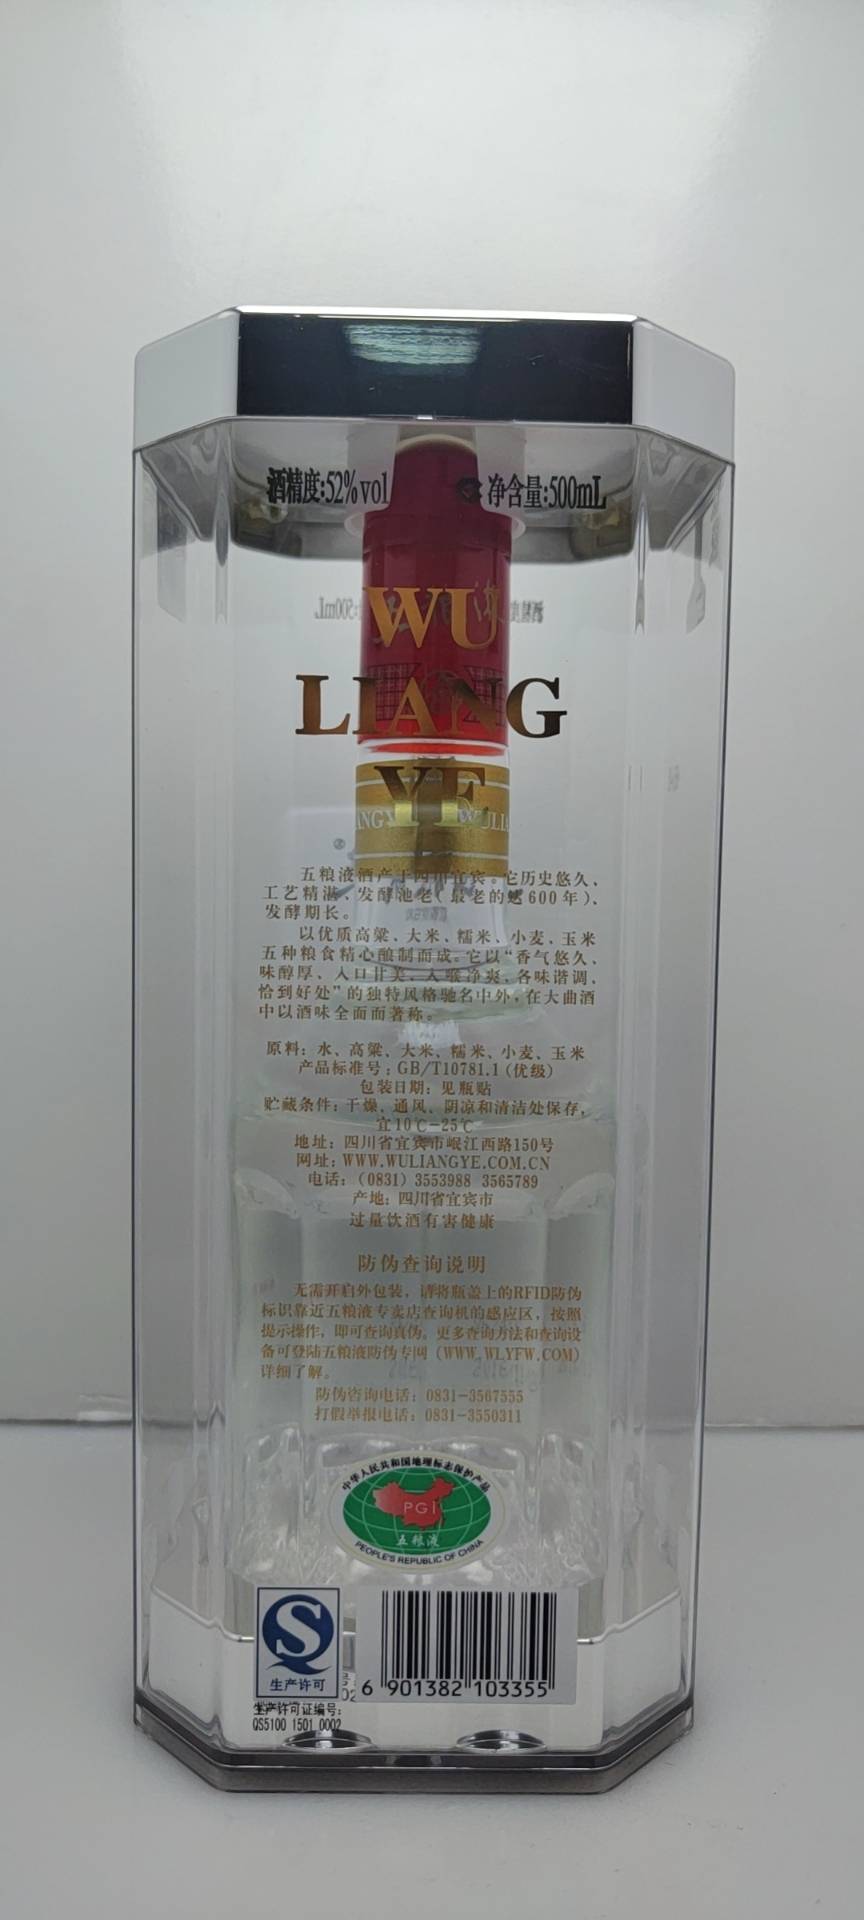 酒精度:52%vol 净含量:500mL
WU
LIANG
YE
五粮液酒产于四川宜宾。它历史悠久、
工艺精湛、发酵池老(最老的逾600年)、
发酵期长。
以优质高粱、大米、糯米、小麦、玉米
五种粮食精心酿制而成。它以“香气悠久、
味醇厚、入口甘美、入喉净爽、各味谐调、
恰到好处”的独特风格驰名中外,在大曲酒
中以酒味全面而著称。
原料: 水、高粱、大米、糯米、小麦、玉米
产品标准号: GB/T10781.1(优级)
包装日期: 见瓶贴
贮藏条件: 干燥、通风、阴凉和清洁处保存,
宜10℃-25℃
地址: 四川省宜宾市岷江西路150号
网址: WWW.WULIANGYE.COM.CN
电话: (0831) 3553988 3565789
产地: 四川省宜宾市
过量饮酒有害健康
防伪查询说明
无需开启外包装, 请将瓶盖上的RFID防伪
标识靠近五粮液专卖店查询机的感应区, 按照
提示操作, 即可查询真伪。更多查询方法和查询设
备可登陆五粮液防伪专网(WWW.WLYFW.COM)
详细了解。
防伪咨询电话: 0831-3567555
打假举报电话: 0831-3550311
中华人民共和国地理标志保护产品
PGI
五粮液
PEOPLE'S REPUBLIC OF CHINA
生产许可
6 901382 103355
生产许可证编号:
QS5100 1501 0002